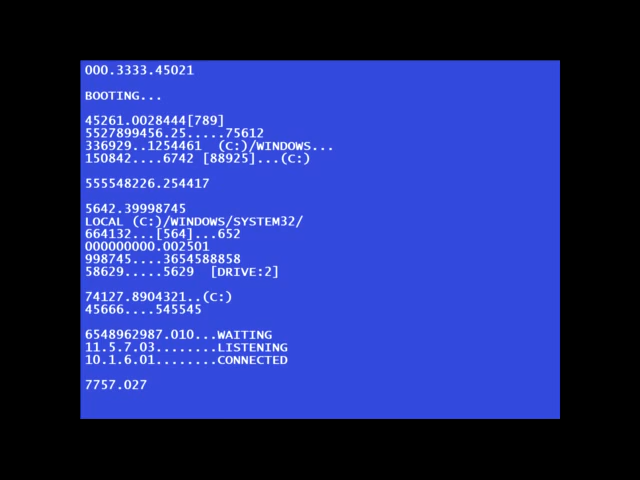 000.3333.45021
BOOTING...
45261.0028444[789]
5527899456.25.....75612
336929..1254461  (C:)/WINDOWS...
150842....6742 [88925]...(C:)
555548226.254417
5642.39998745
LOCAL (C:)/WINDOWS/SYSTEM32/
664132...[564]...652
000000000.002501
998745....3654588858
58629.....5629  [DRIVE:2]
74127.8904321..(C:)
45666....545545
6548962987.010...WAITING
11.5.7.03........LISTENING
10.1.6.01........CONNECTED
7757.027